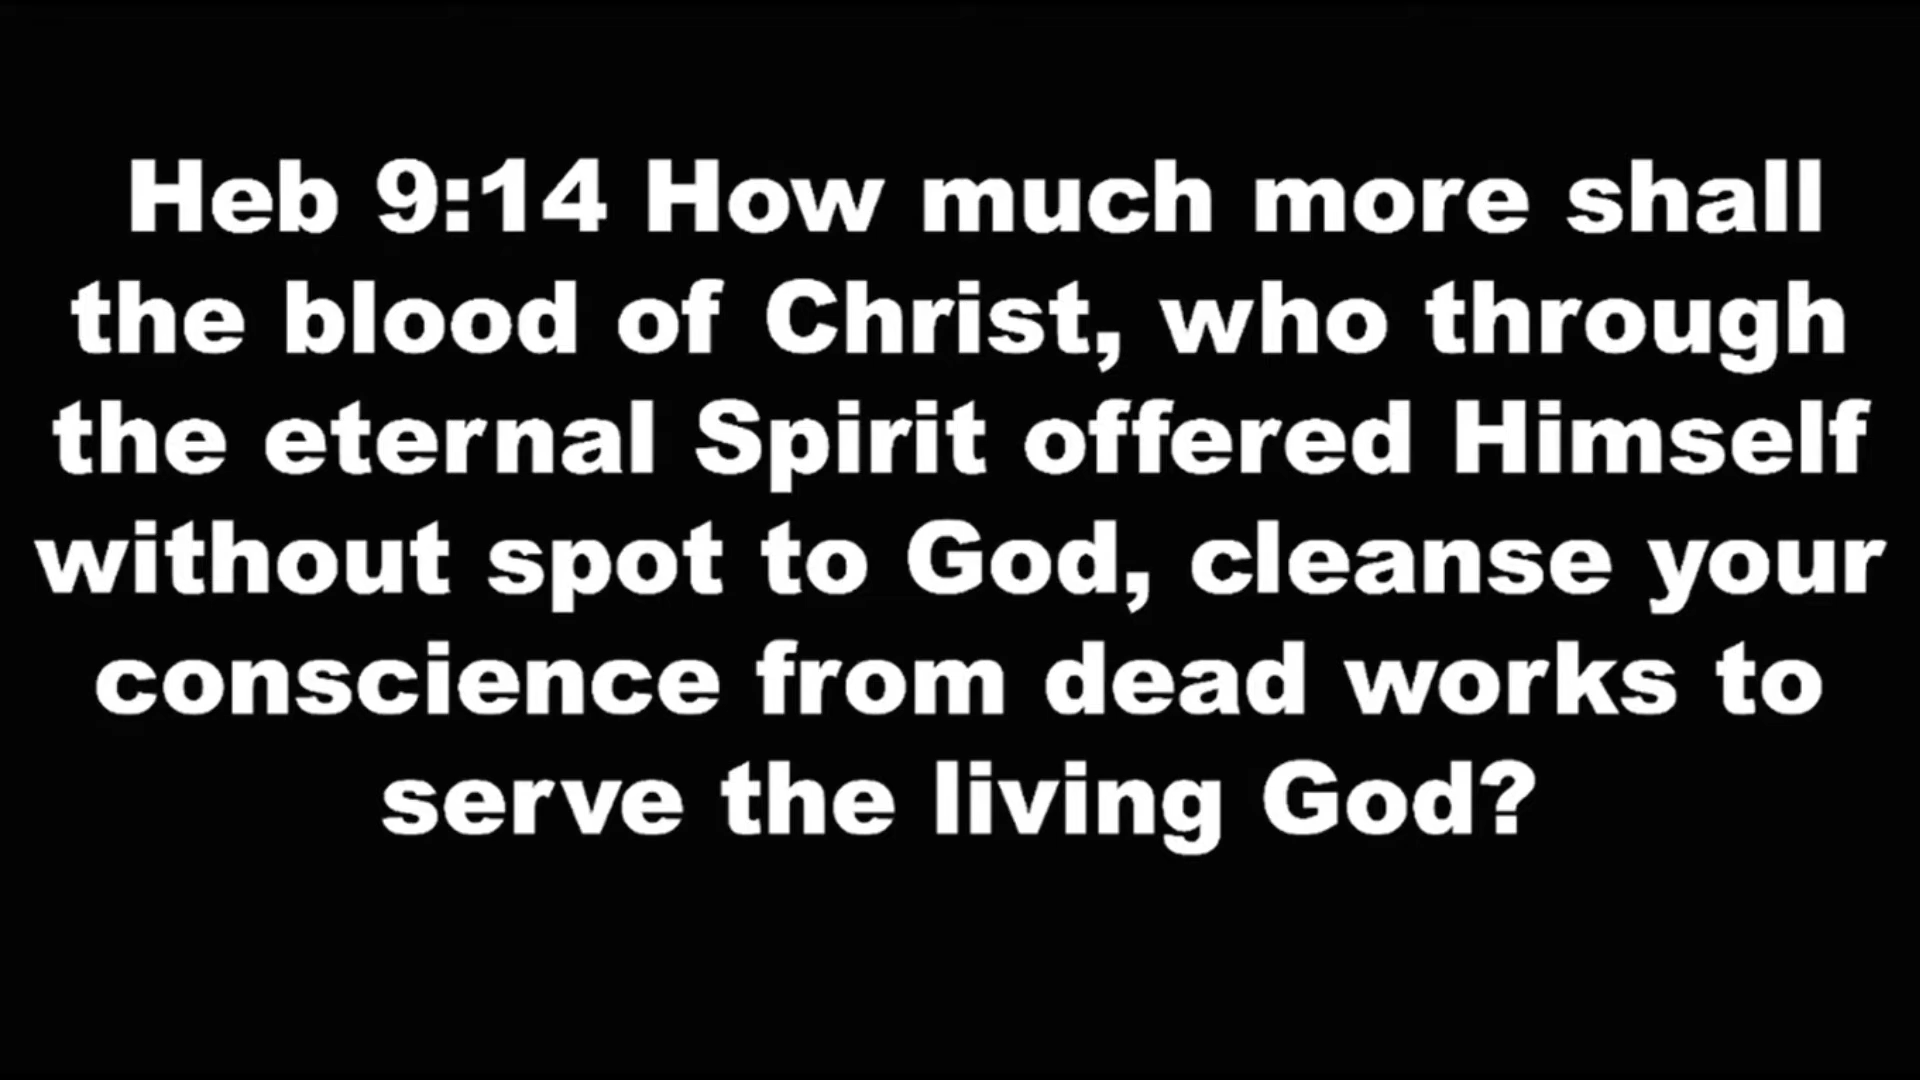 Heb 9:14 How much more shall
the blood of Christ, who through
the eternal Spirit offered Himself
without spot to God, cleanse your
conscience from dead works to
serve the living God?